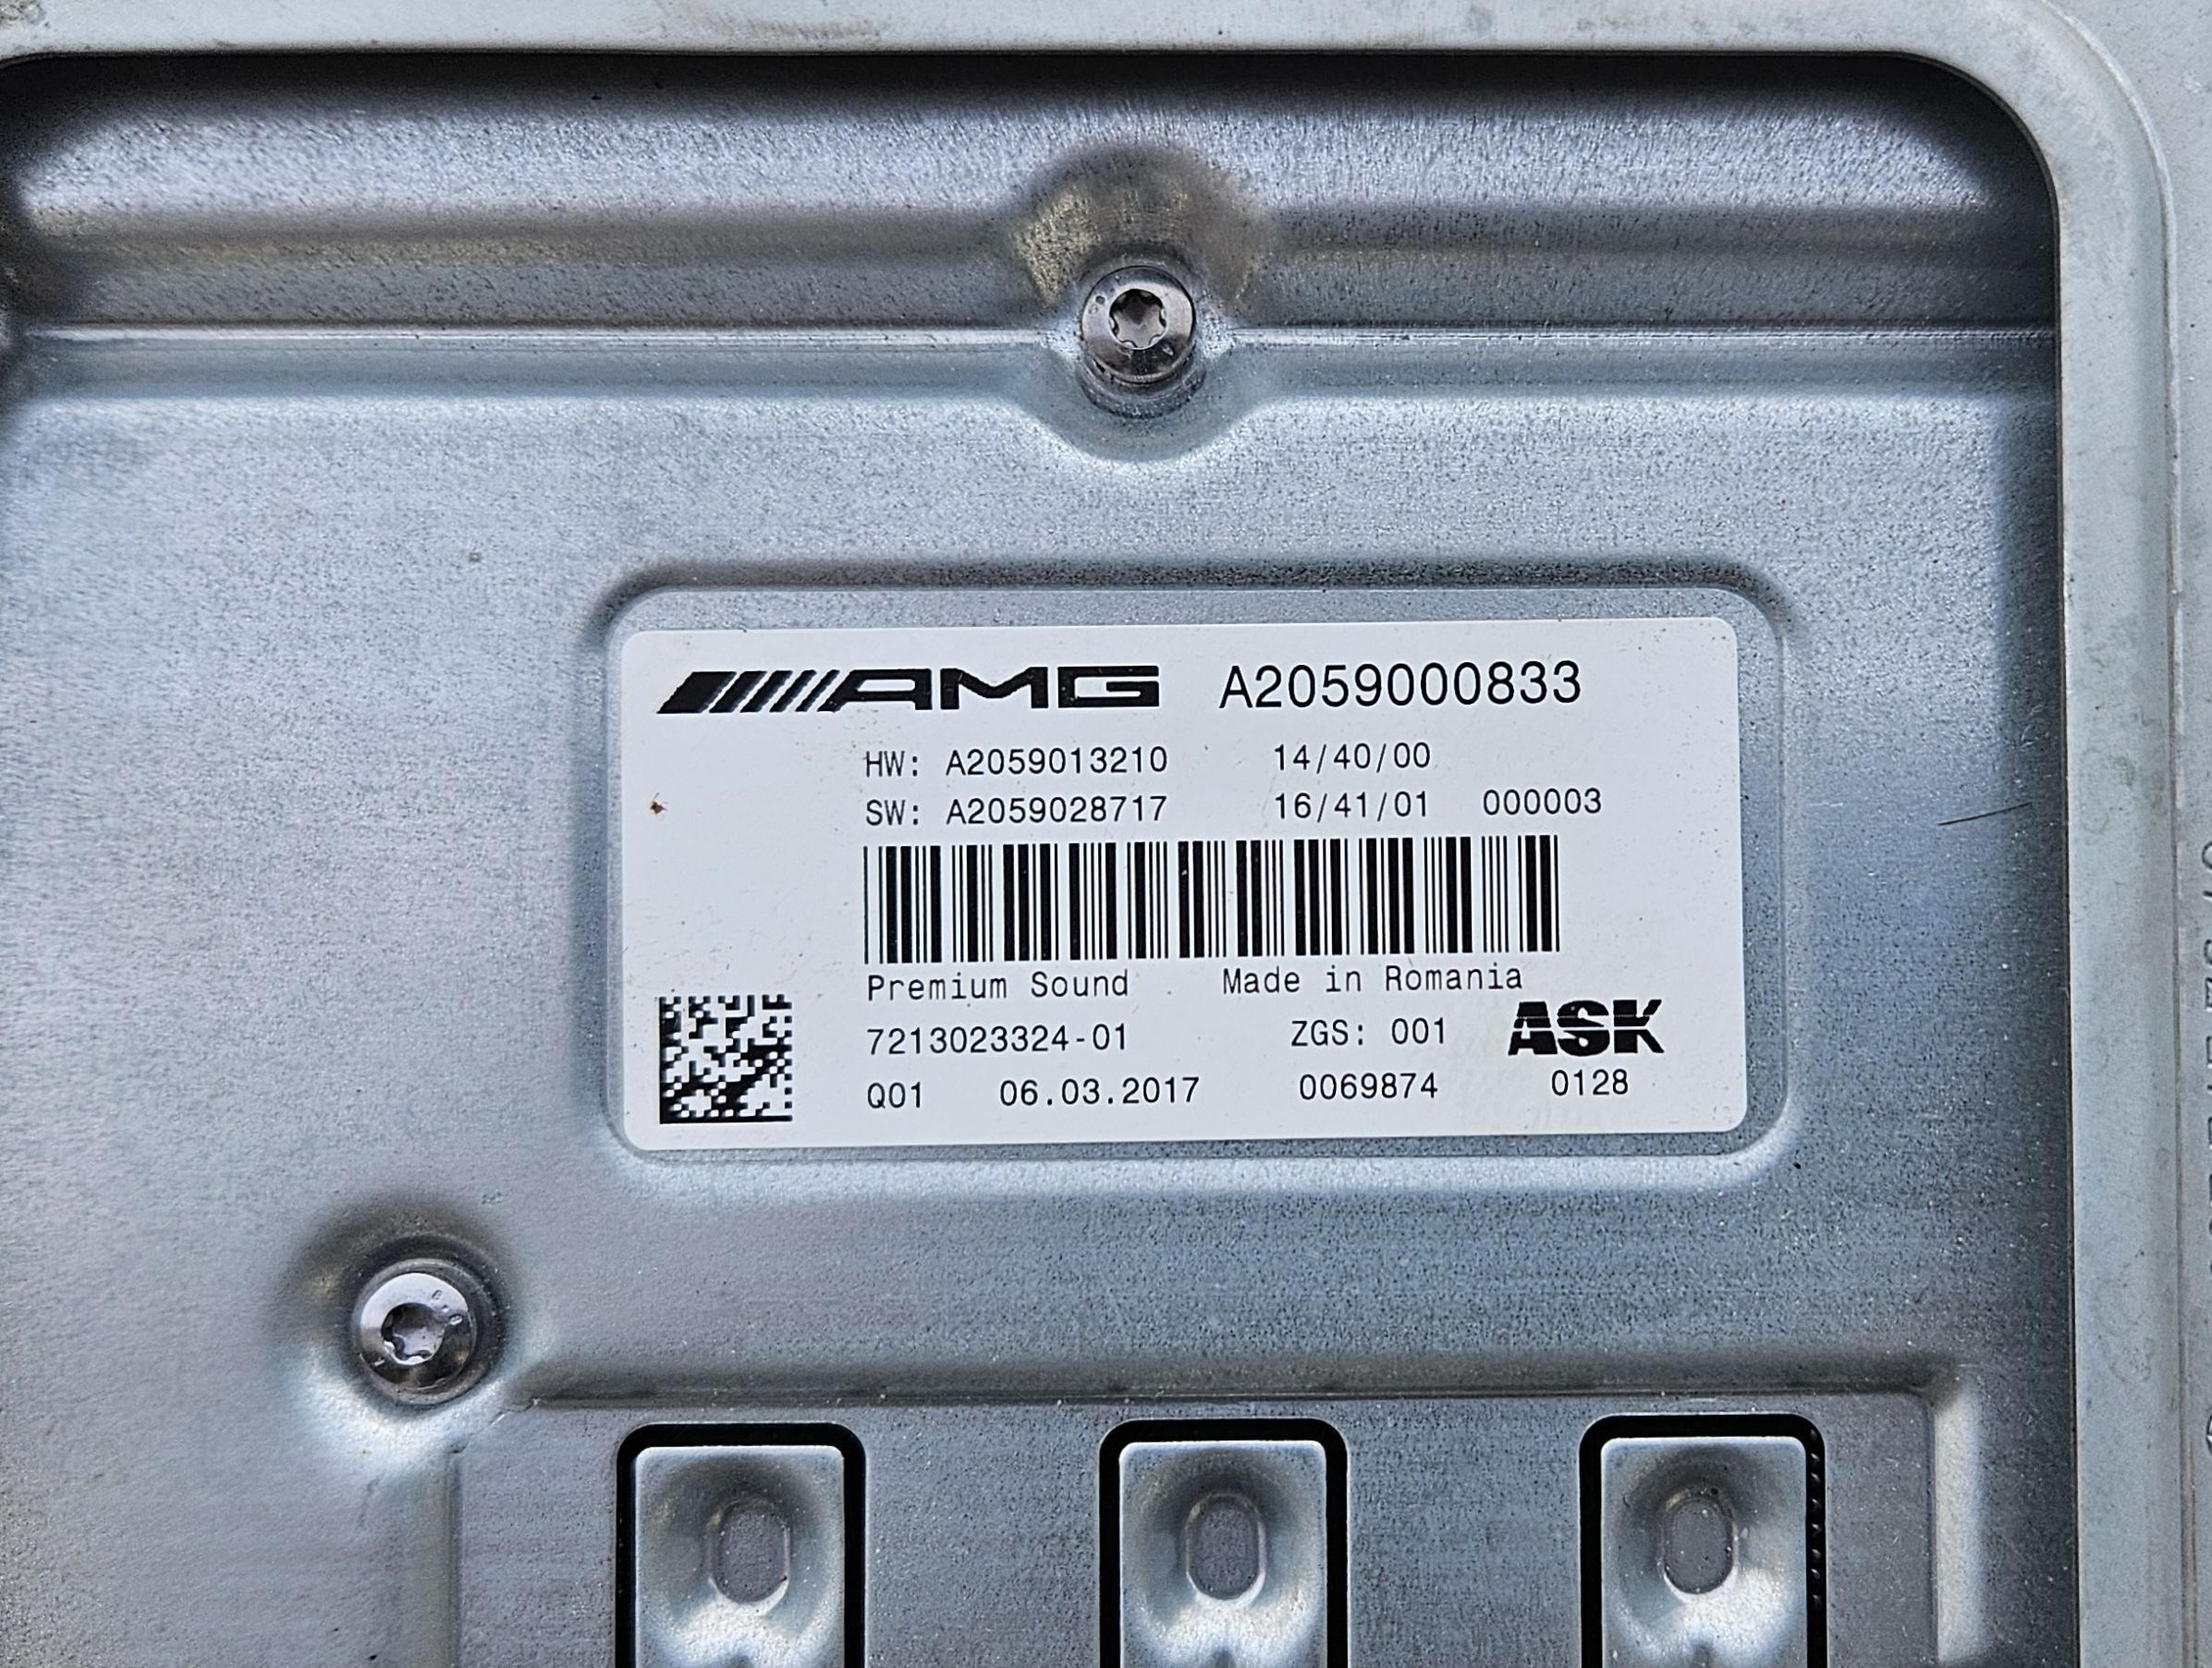 AMG A2059000833
HW: A2059013210 14/40/00
SW: A2059028717 16/41/01 000003
Premium Sound Made in Romania
7213023324-01 ZGS: 001 ASK
Q01 06.03.2017 0069874 0128